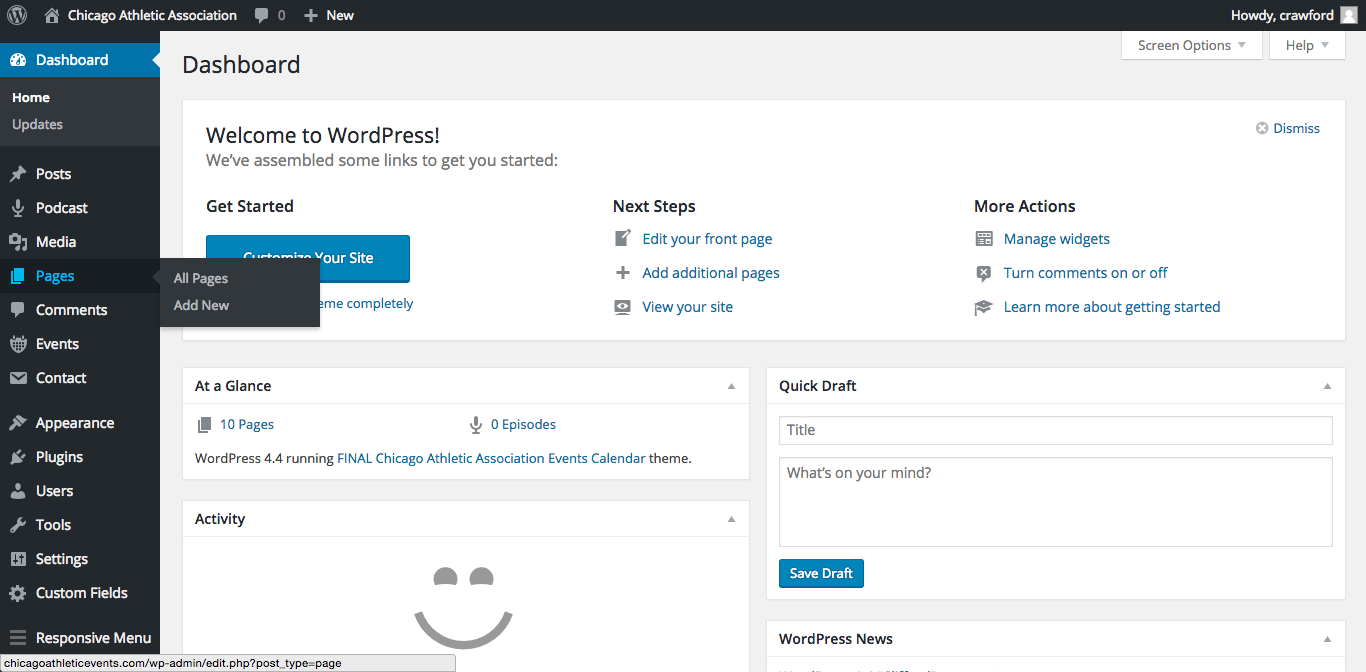 Chicago Athletic Association 0 New Howdy, crawford
Dashboard
Home
Updates
Posts
Podcast
Media
Pages
All Pages
Add New
Comments
Events
Contact
Appearance
Plugins
Users
Tools
Settings
Custom Fields
Responsive Menu
chicagoathleticevents.com/wp-admin/edit.php?post_type=page
Screen Options Help
Dashboard
Welcome to WordPress!
We've assembled some links to get you started:
Dismiss
Get Started
Customize Your Site
eme completely
Next Steps
Edit your front page
Add additional pages
View your site
More Actions
Manage widgets
Turn comments on or off
Learn more about getting started
At a Glance
10 Pages 0 Episodes
WordPress 4.4 running FINAL Chicago Athletic Association Events Calendar theme.
Activity
Quick Draft
Title
What's on your mind?
Save Draft
WordPress News